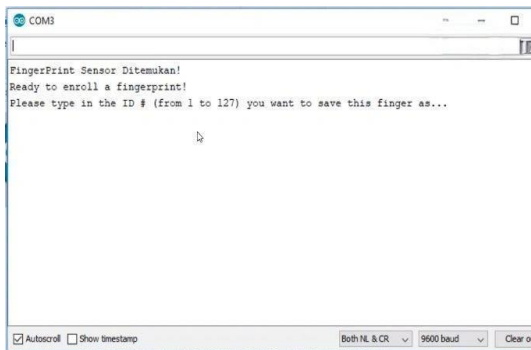 COM3
FingerPrint Sensor Ditemukan!
Ready to enroll a fingerprint!
Please type in the ID # (from 1 to 127) you want to save this finger as...
Autoscroll Show timestamp Both NL & CR 9600 baud Clear